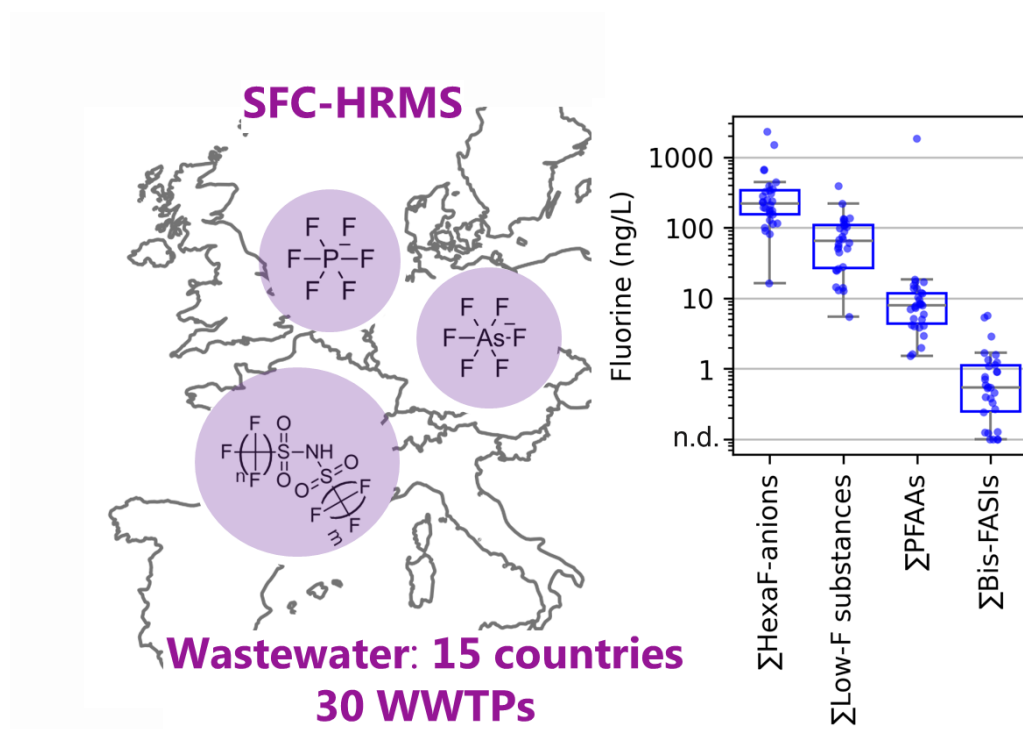 SFC-HRMS
F F
F–P–F
–
F F
F F
F–As–F
–
F F
F O
F S NH
n F O S O
O F
F F
m
Wastewater: 15 countries
30 WWTPs
Fluorine (ng/L)
1000
100
10
1
n.d.
ΣHexaF-anions
ΣLow-F substances
ΣPFAAs
ΣBis-FASIs